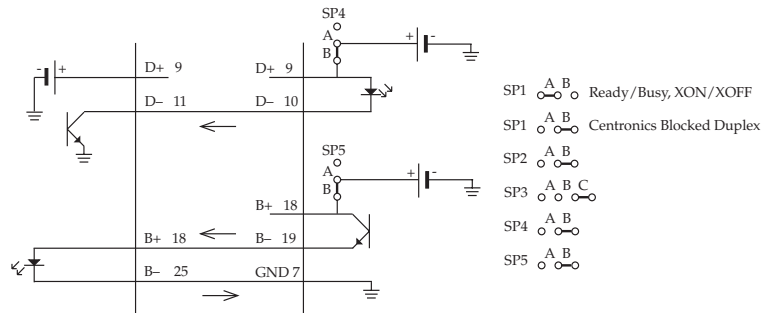 SP4
A
B
+ -
- +
D+ 9
D+ 9
D– 11
D– 10
SP5
A
B
+ -
B+ 18
B+ 18
B– 19
B– 25
GND 7
SP1 A B Ready/Busy, XON/XOFF
SP1 A B Centronics Blocked Duplex
SP2 A B
SP3 A B C
SP4 A B
SP5 A B